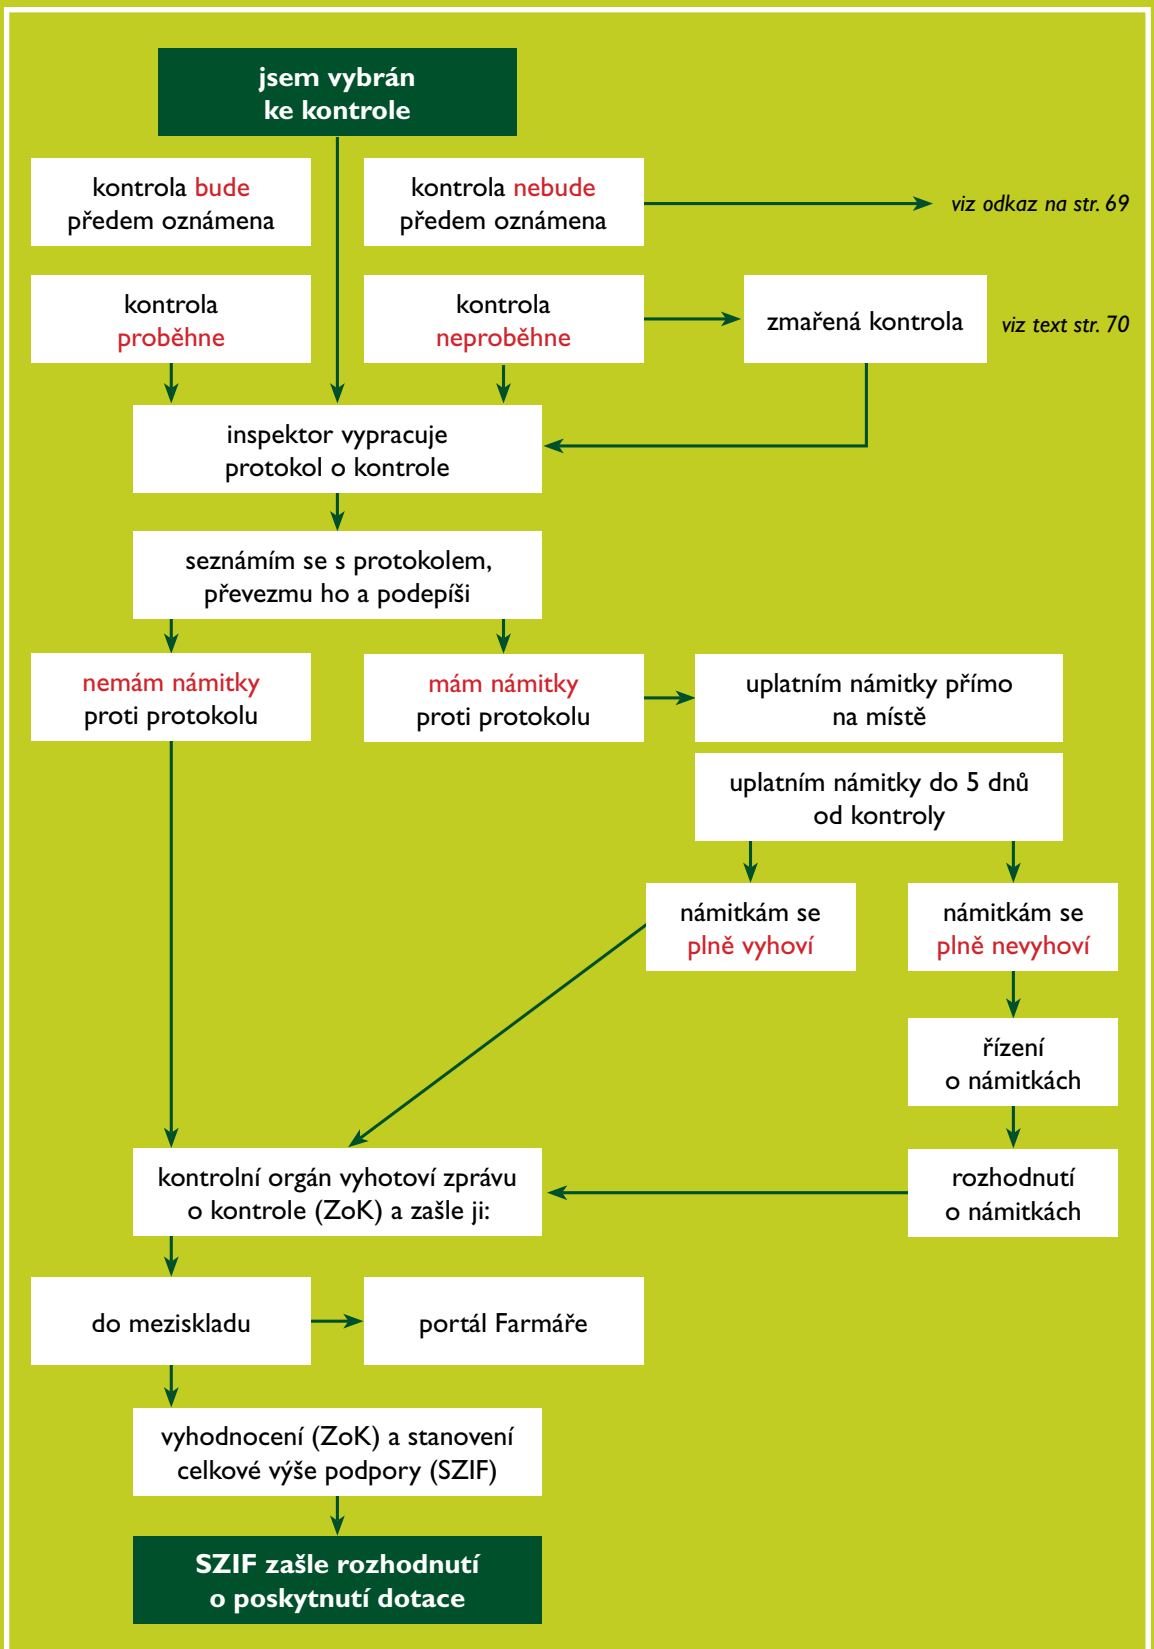 jsem vybrán
ke kontrole
kontrola bude
předem oznámena
kontrola nebude
předem oznámena
viz odkaz na str. 69
kontrola
proběhne
kontrola
neproběhne
zmařená kontrola
viz text str. 70
inspektor vypracuje
protokol o kontrole
seznámím se s protokolem,
převezmu ho a podepíši
nemám námitky
proti protokolu
mám námitky
proti protokolu
uplatním námitky přímo
na místě
uplatním námitky do 5 dnů
od kontroly
námitkám se
plně vyhoví
námitkám se
plně nevyhoví
řízení
o námitkách
kontrolní orgán vyhotoví zprávu
o kontrole (ZoK) a zašle ji:
rozhodnutí
o námitkách
do meziskladu
portál Farmáře
vyhodnocení (ZoK) a stanovení
celkové výše podpory (SZIF)
SZIF zašle rozhodnutí
o poskytnutí dotace